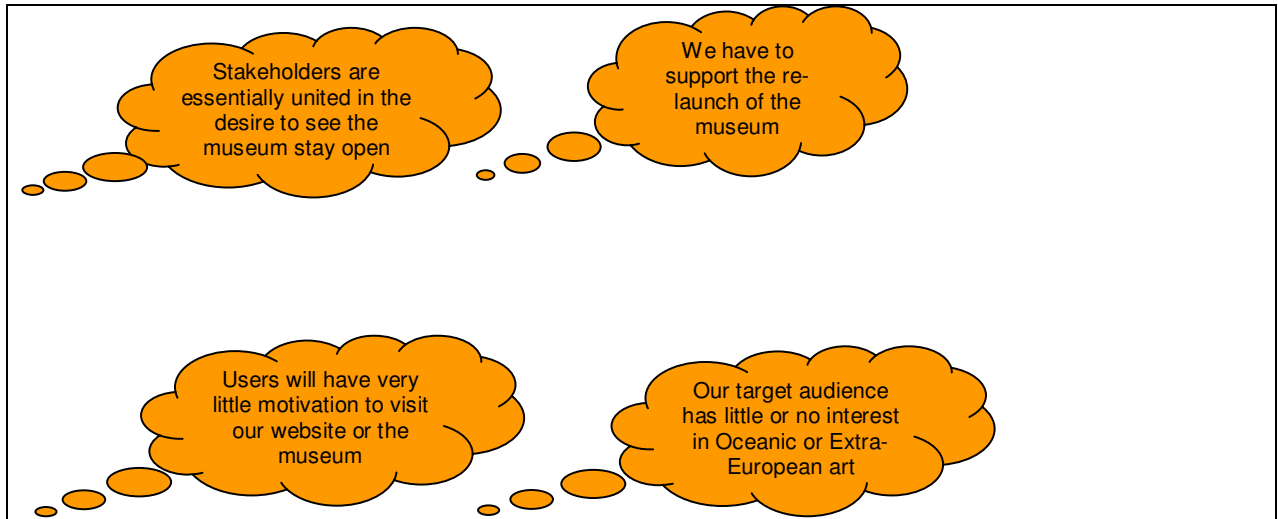 Stakeholders are
essentially united in the
desire to see the
museum stay open
We have to
support the re-
launch of the
museum
Users will have very
little motivation to visit
our website or the
museum
Our target audience
has little or no interest
in Oceanic or Extra-
European art